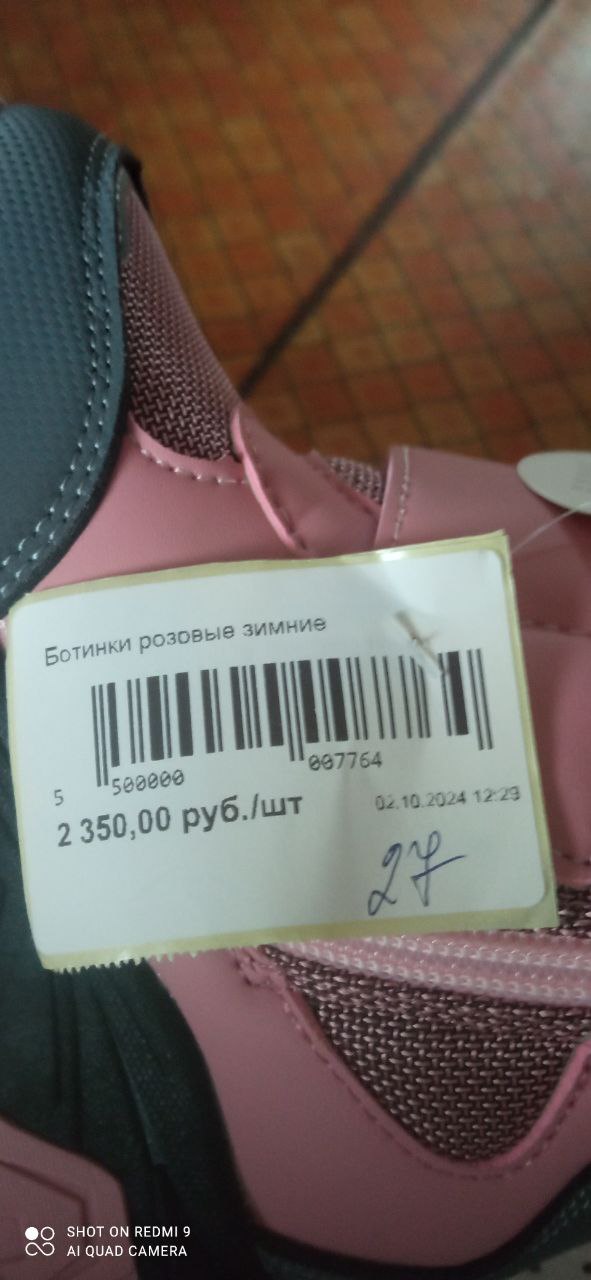 Ботинки розовые зимние
5 500000 007764
2 350,00 руб./шт
02.10.2024 12:29
27
SHOT ON REDMI 9
AI QUAD CAMERA